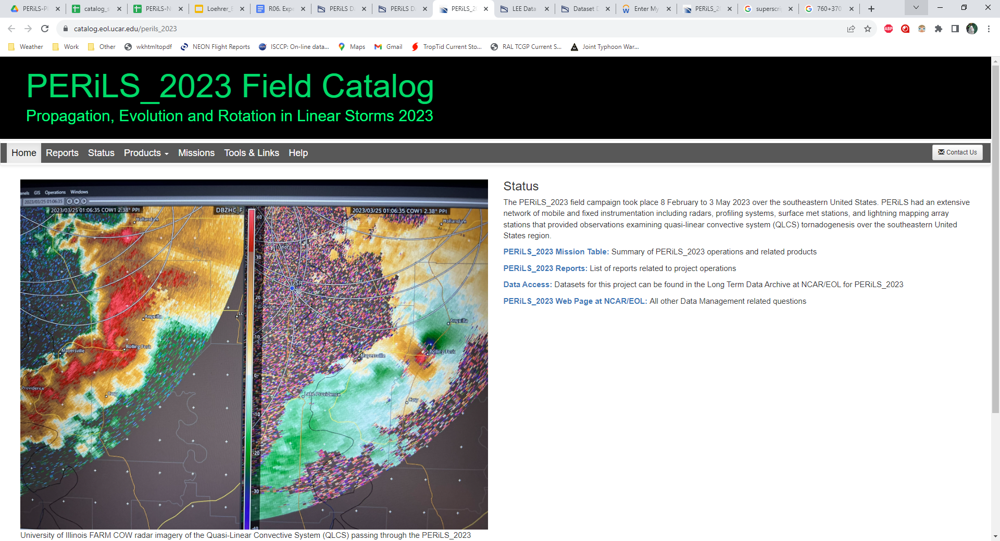 PERiLS-P
catalog_s
PERiLS-N
Loehrer_E
R06. Expe
PERiLS D
PERiLS D
PERiLS_2
LEE Data
Dataset D
Enter My
PERiLS_2
superscri
760+370
catalog.eol.ucar.edu/perils_2023
ABP
Weather
Work
Other
wkhtmltopdf
NEON Flight Reports
ISCCP: On-line data...
Maps
Gmail
TropTid Current Sto...
RAL TCGP Current S...
Joint Typhoon War...
PERiLS_2023 Field Catalog
Propagation, Evolution and Rotation in Linear Storms 2023
Home
Reports
Status
Products
Missions
Tools & Links
Help
Contact Us
nels GIS Operations Windows
2023/03/25 01:06:35
2023/03/25 01:06:35 COW1 2.38° PPI
DBZHC_F
2023/03/25 01:06:35 COW1 2.38° PPI
40
30
20
10
0
-10
-20
-30
-40
Hollandale
Anguilla
Rolling Fork
Mayersville
Providence
Cary
Lc
Hollandale
Eudora
SR
Kilbourne
Anguilla
Rolling Fork
Mayersville
Lake Providence
Cary
University of Illinois FARM COW radar imagery of the Quasi-Linear Convective System (QLCS) passing through the PERiLS_2023
Status
The PERiLS_2023 field campaign took place 8 February to 3 May 2023 over the southeastern United States. PERiLS had an extensive
network of mobile and fixed instrumentation including radars, profiling systems, surface met stations, and lightning mapping array
stations that provided observations examining quasi-linear convective system (QLCS) tornadogenesis over the southeastern United
States region.
PERiLS_2023 Mission Table: Summary of PERiLS_2023 operations and related products
PERiLS_2023 Reports: List of reports related to project operations
Data Access: Datasets for this project can be found in the Long Term Data Archive at NCAR/EOL for PERiLS_2023
PERiLS_2023 Web Page at NCAR/EOL: All other Data Management related questions